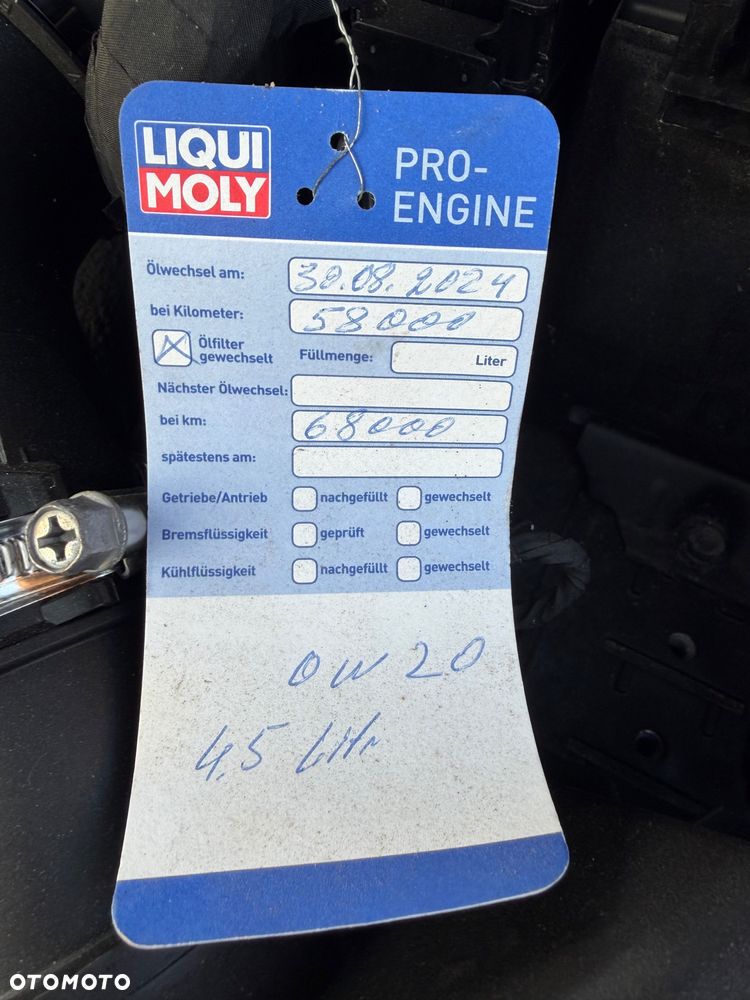 LIQUI
MOLY
PRO-
ENGINE
Ölwechsel am: 30.08.2024
bei Kilometer: 58000
Ölfilter
gewechselt
Füllmenge: Liter
Nächster Ölwechsel:
bei km: 68000
spätestens am:
Getriebe/Antrieb nachgefüllt gewechselt
Bremsflüssigkeit geprüft gewechselt
Kühlflüssigkeit nachgefüllt gewechselt
0W20
4,5 Litr
OTOMOTO